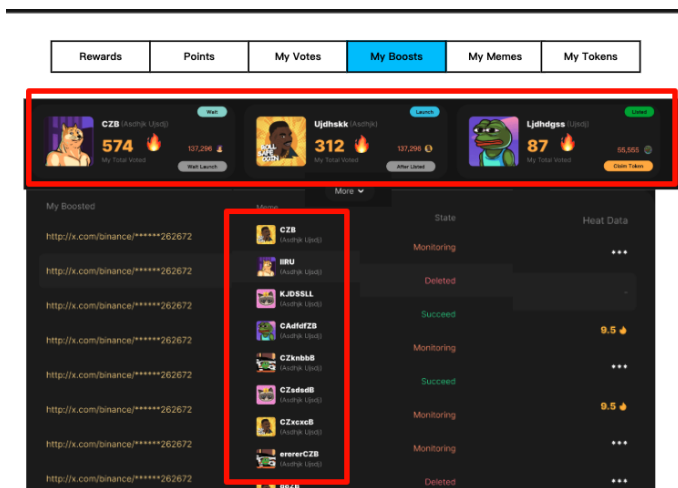 Rewards
Points
My Votes
My Boosts
My Memes
My Tokens
Wait
CZB (Asdhjk Ujsdj)
574
137,296
My Total Voted
Wait Launch
Launch
Ujdhskk (Asdhjk)
312
137,296
My Total Voted
After Listed
ROLL
SAFE
COIN
Listed
Ljdhdgss (Ujsdj)
87
55,555
My Total Voted
Claim Token
More
My Boosted
Meme
State
Heat Data
http://x.com/binance/******262672
CZB
(Asdhjk Ujsdj)
Monitoring
•••
http://x.com/binance/******262672
IIRU
(Asdhjk Ujsdj)
Deleted
-
http://x.com/binance/******262672
KJDSSLL
(Asdhjk Ujsdj)
Succeed
9.5
http://x.com/binance/******262672
CAdfdfZB
(Asdhjk Ujsdj)
Monitoring
•••
http://x.com/binance/******262672
CZknbbB
(Asdhjk Ujsdj)
Succeed
9.5
http://x.com/binance/******262672
CZsdsdB
(Asdhjk Ujsdj)
Monitoring
•••
http://x.com/binance/******262672
CZxcxcB
(Asdhjk Ujsdj)
Monitoring
•••
http://x.com/binance/******262672
erererCZB
(Asdhjk Ujsdj)
Deleted